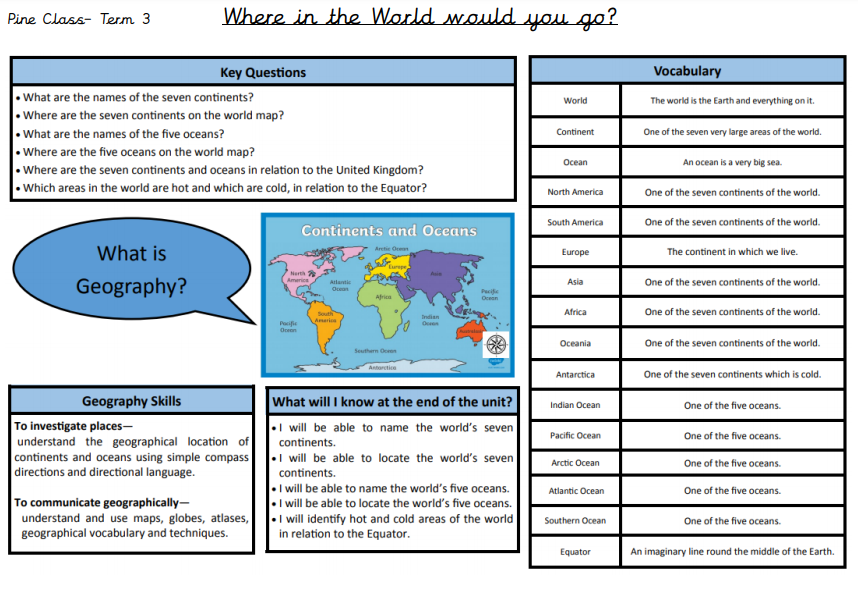 Pine Class- Term 3
Where in the World would you go?
Key Questions
• What are the names of the seven continents?
• Where are the seven continents on the world map?
• What are the names of the five oceans?
• Where are the five oceans on the world map?
• Where are the seven continents and oceans in relation to the United Kingdom?
• Which areas in the world are hot and which are cold, in relation to the Equator?
What is
Geography?
Continents and Oceans
Arctic Ocean
North
America
Europe
Asia
Atlantic
Ocean
Africa
Pacific
Ocean
South
America
Indian
Ocean
Pacific
Ocean
Southern Ocean
Antarctica
Geography Skills
To investigate places—
understand the geographical location of
continents and oceans using simple compass
directions and directional language.
To communicate geographically—
understand and use maps, globes, atlases,
geographical vocabulary and techniques.
What will I know at the end of the unit?
• I will be able to name the world's seven
continents.
• I will be able to locate the world's seven
continents.
• I will be able to name the world's five oceans.
• I will be able to locate the world's five oceans.
• I will identify hot and cold areas of the world
in relation to the Equator.
Vocabulary
World The world is the Earth and everything on it.
Continent One of the seven very large areas of the world.
Ocean An ocean is a very big sea.
North America One of the seven continents of the world.
South America One of the seven continents of the world.
Europe The continent in which we live.
Asia One of the seven continents of the world.
Africa One of the seven continents of the world.
Oceania One of the seven continents of the world.
Antarctica One of the seven continents which is cold.
Indian Ocean One of the five oceans.
Pacific Ocean One of the five oceans.
Arctic Ocean One of the five oceans.
Atlantic Ocean One of the five oceans.
Southern Ocean One of the five oceans.
Equator An imaginary line round the middle of the Earth.